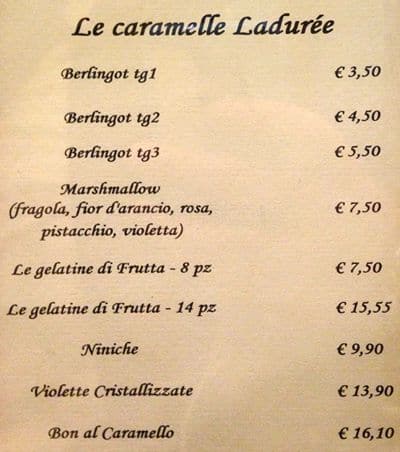 Le caramelle Ladurée
Berlingot tg1 € 3,50
Berlingot tg2 € 4,50
Berlingot tg3 € 5,50
Marshmallow
(fragola, fior d'arancio, rosa, € 7,50
pistacchio, violetta)
Le gelatine di Frutta - 8 pz € 7,50
Le gelatine di Frutta - 14 pz € 15,55
Niniche € 9,90
Violette Cristallizzate € 13,90
Bon al Caramello € 16,10